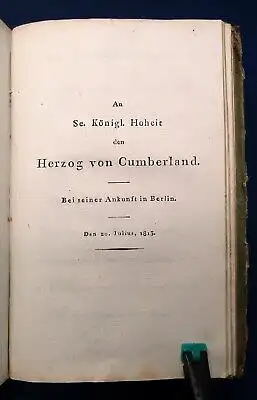 An
Se. Königl. Hoheit
den
Herzog von Cumberland.
Bei seiner Ankunft in Berlin.
Den 20. Julius, 1813.